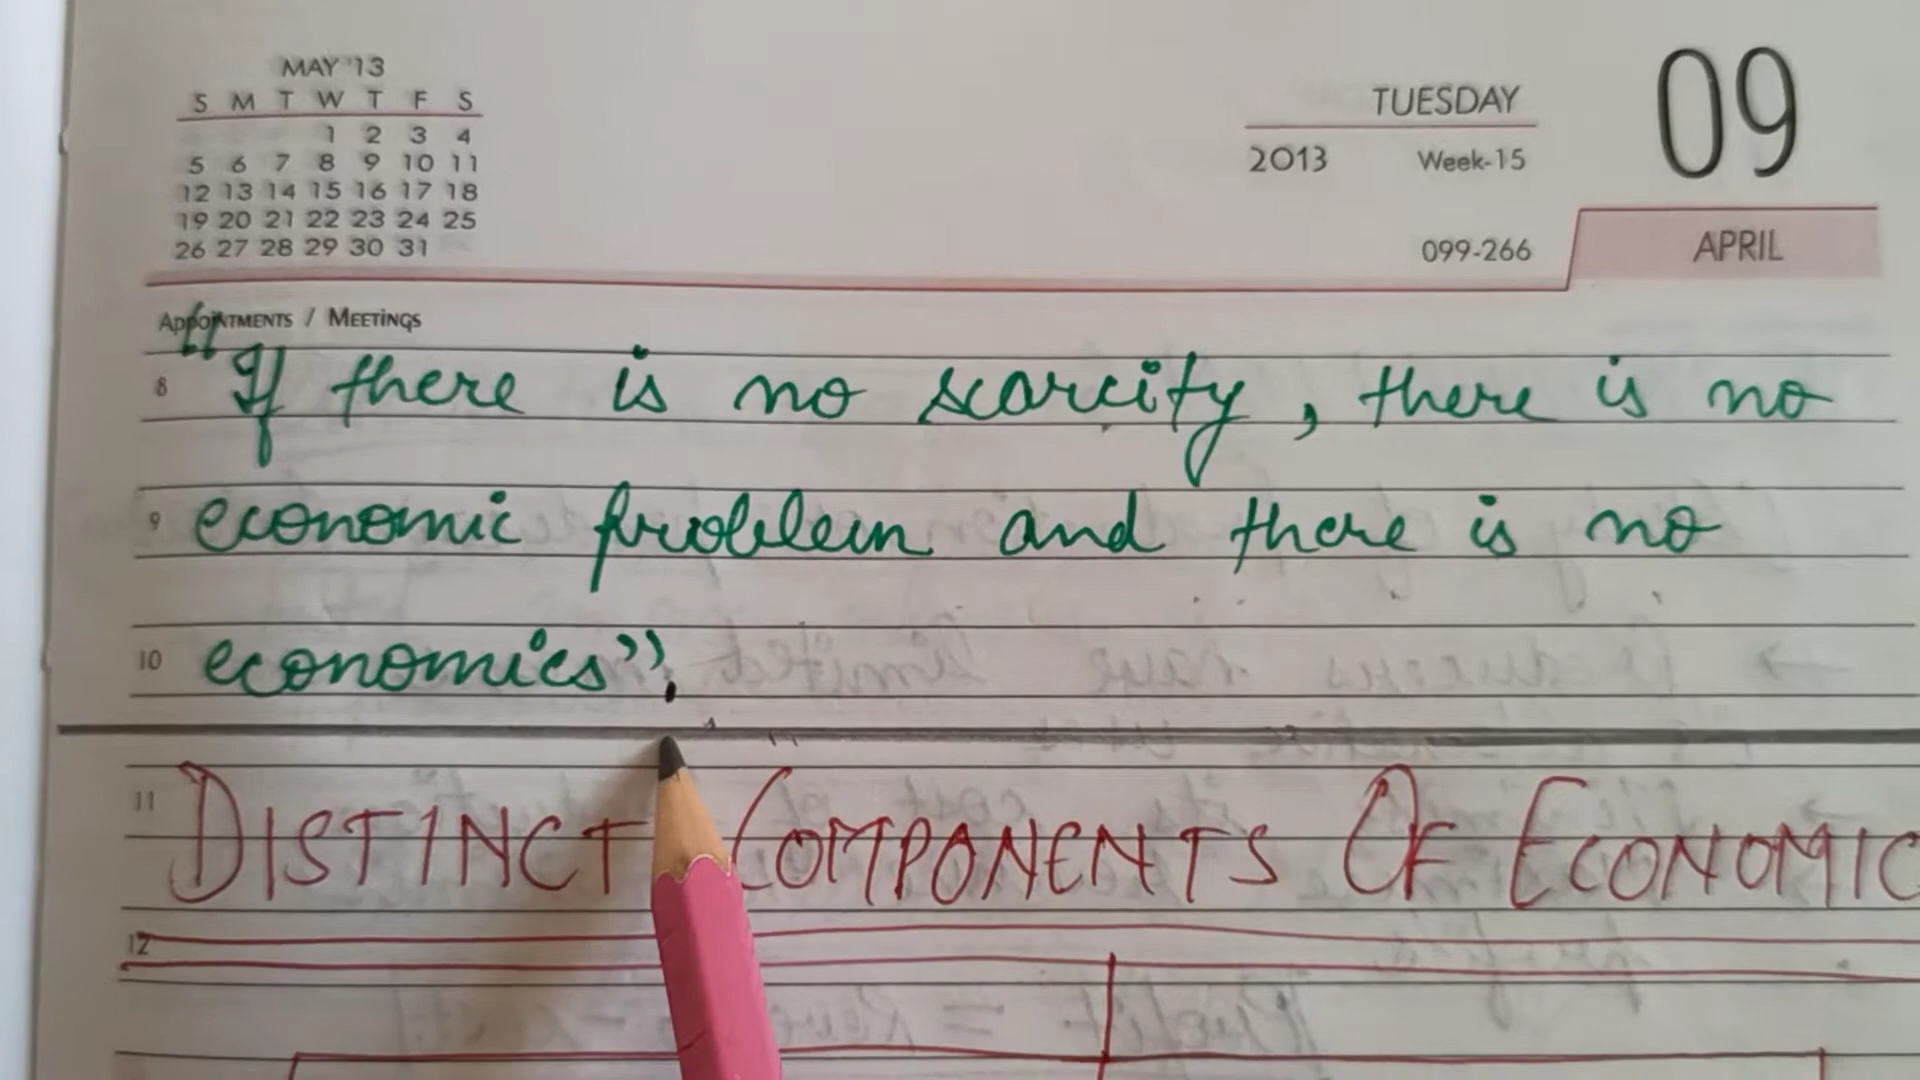 MAY '13
S M T W T F S
1 2 3 4
5 6 7 8 9 10 11
12 13 14 15 16 17 18
19 20 21 22 23 24 25
26 27 28 29 30 31
TUESDAY
2013 Week-15
099-266
09
APRIL
Appointments / Meetings
8 "If there is no scarcity, there is no
9 economic problem and there is no
10 economics".
11 DISTINCT COMPONENTS OF ECONOMIC
12